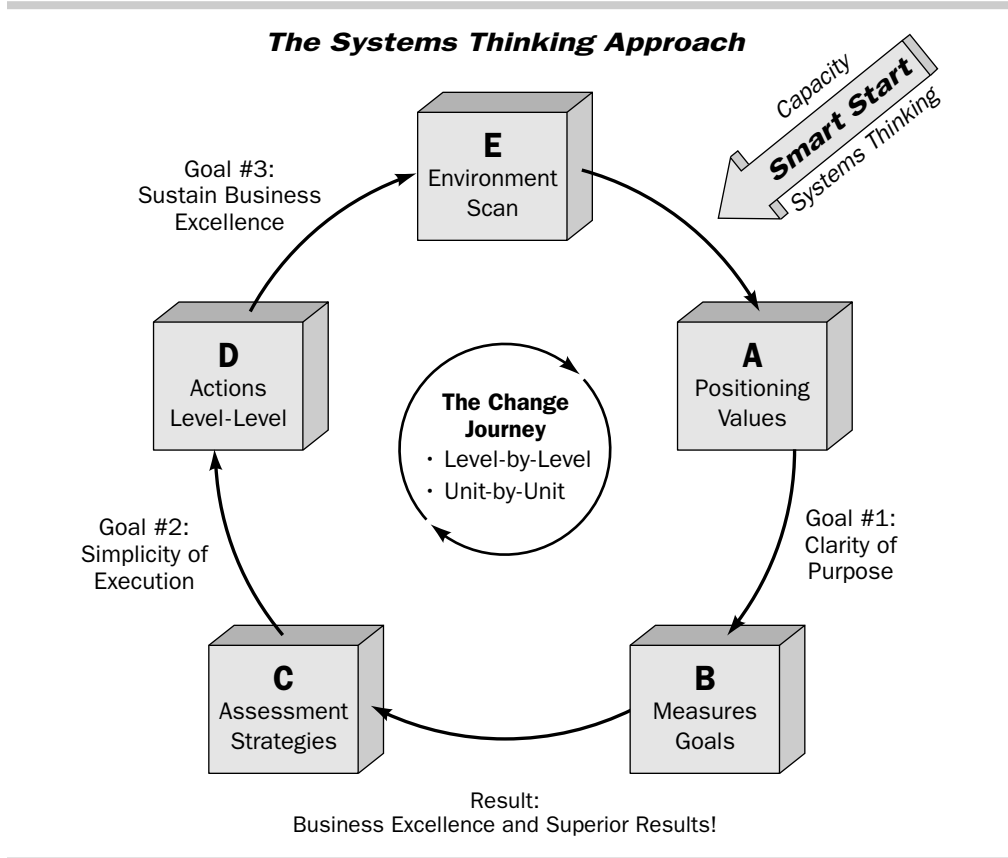 The Systems Thinking Approach
Capacity
Smart Start
Systems Thinking
E
Environment
Scan
Goal #3:
Sustain Business
Excellence
D
Actions
Level-Level
A
Positioning
Values
The Change
Journey
· Level-by-Level
· Unit-by-Unit
Goal #2:
Simplicity of
Execution
Goal #1:
Clarity of
Purpose
C
Assessment
Strategies
B
Measures
Goals
Result:
Business Excellence and Superior Results!